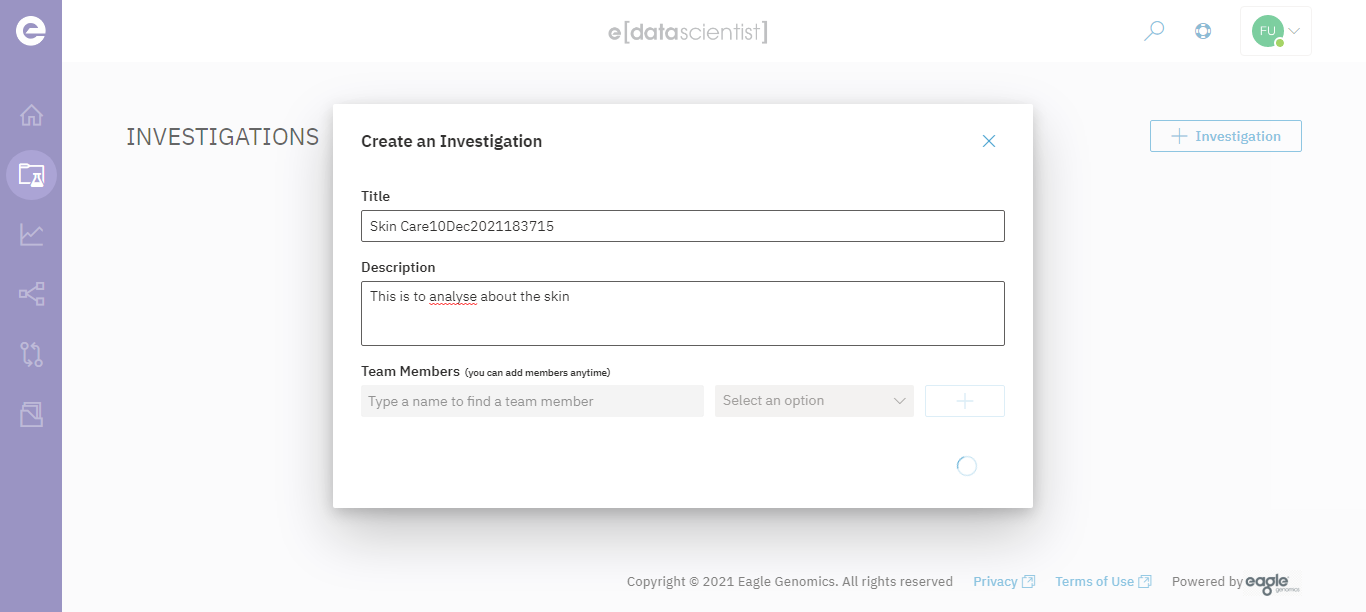 e[datascientist]
FU
INVESTIGATIONS
Investigation
Create an Investigation
Title
Skin Care10Dec2021183715
Description
This is to analyse about the skin
Team Members (you can add members anytime)
Type a name to find a team member
Select an option
Copyright © 2021 Eagle Genomics. All rights reserved Privacy Terms of Use Powered by eagle genomics